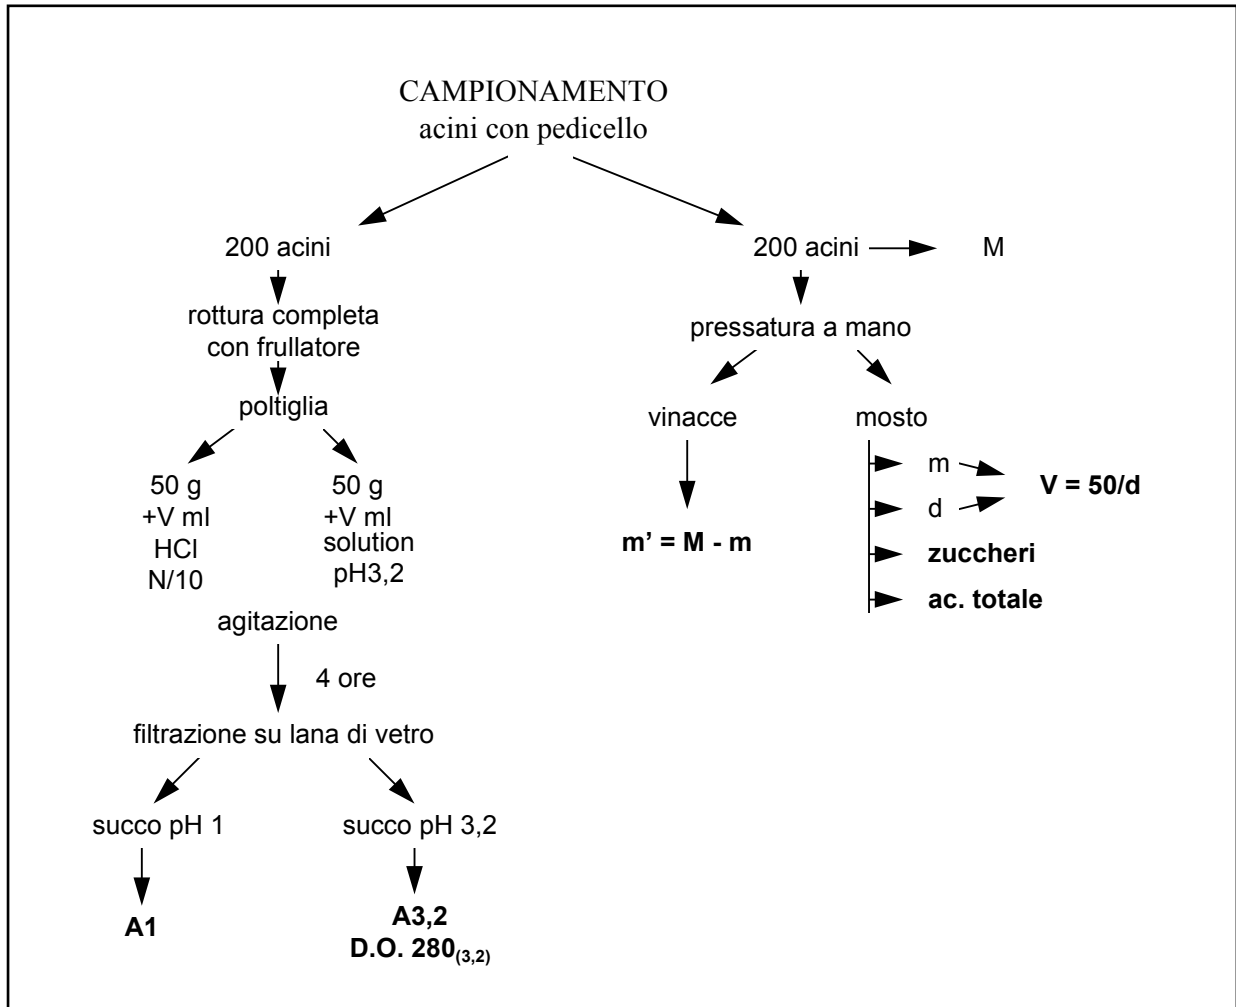 CAMPIONAMENTO
acini con pedicello
200 acini
rottura completa
con frullatore
poltiglia
50 g
+V ml
HCl
N/10
50 g
+V ml
solution
pH3,2
agitazione
4 ore
filtrazione su lana di vetro
succo pH 1
succo pH 3,2
A1
A3,2
D.O. 280(3,2)
200 acini
M
pressatura a mano
vinacce
mosto
m' = M - m
m
d
V = 50/d
zuccheri
ac. totale